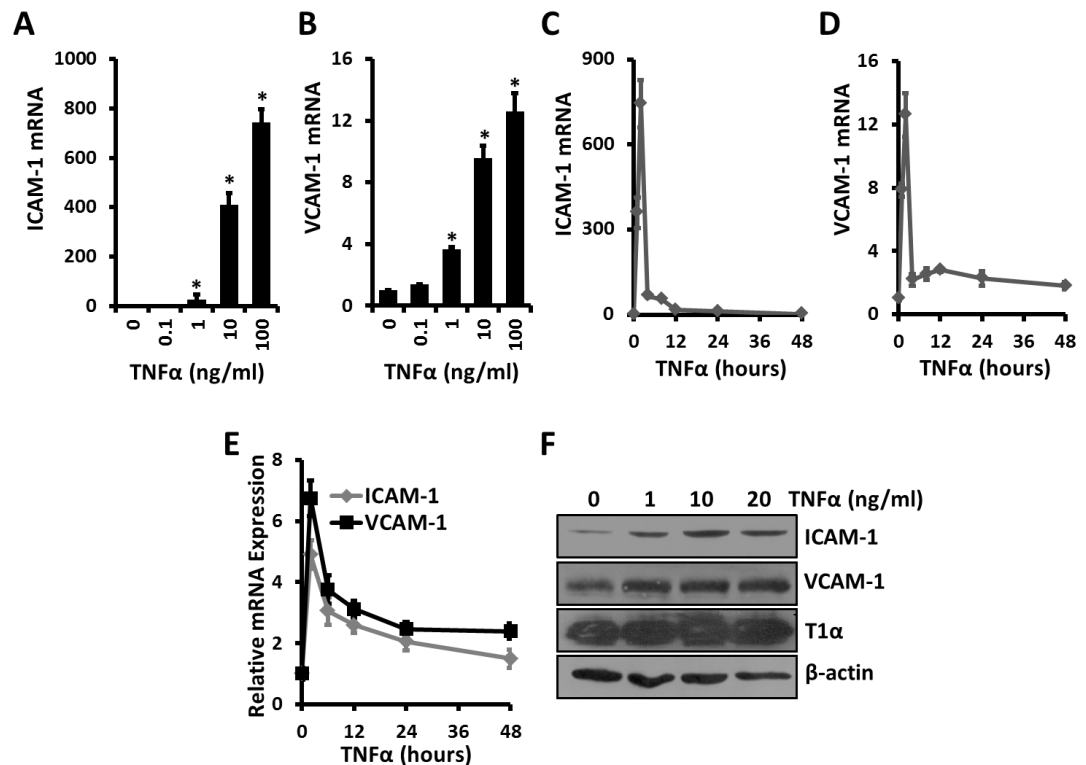 A
ICAM-1 mRNA
1000
800
600
400
200
0
*
*
*
0
0.1
1
10
100
TNFα (ng/ml)
B
VCAM-1 mRNA
16
12
8
4
0
*
*
*
0
0.1
1
10
100
TNFα (ng/ml)
C
ICAM-1 mRNA
900
600
300
0
0 12 24 36 48
TNFα (hours)
D
VCAM-1 mRNA
16
12
8
4
0
0 12 24 36 48
TNFα (hours)
E
Relative mRNA Expression
8
6
4
2
0
ICAM-1
VCAM-1
0 12 24 36 48
TNFα (hours)
F
0 1 10 20 TNFα (ng/ml)
ICAM-1
VCAM-1
T1α
β-actin